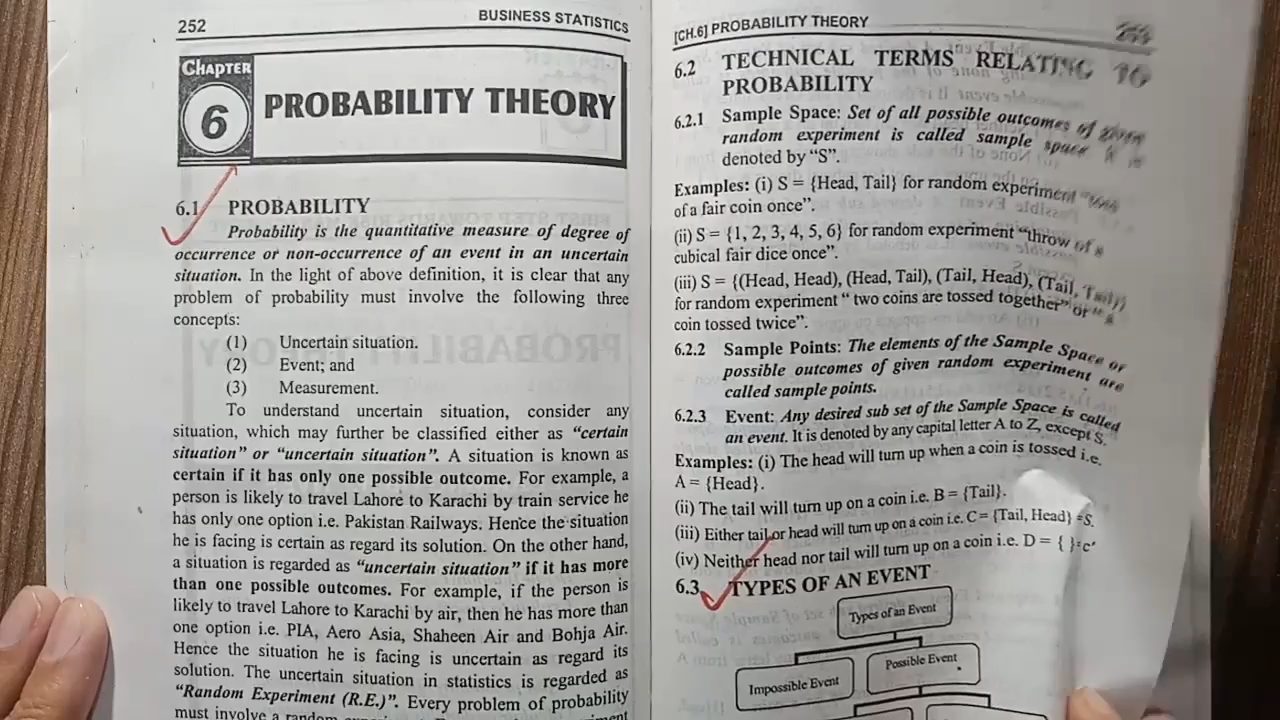 252
BUSINESS STATISTICS
CHAPTER
6
PROBABILITY THEORY
6.1 PROBABILITY
Probability is the quantitative measure of degree of
occurrence or non-occurrence of an event in an uncertain
situation. In the light of above definition, it is clear that any
problem of probability must involve the following three
concepts:
(1) Uncertain situation.
(2) Event; and
(3) Measurement.
To understand uncertain situation, consider any
situation, which may further be classified either as “certain
situation” or “uncertain situation”. A situation is known as
certain if it has only one possible outcome. For example, a
person is likely to travel Lahore to Karachi by train service he
has only one option i.e. Pakistan Railways. Hence the situation
he is facing is certain as regard its solution. On the other hand,
a situation is regarded as “uncertain situation” if it has more
than one possible outcomes. For example, if the person is
likely to travel Lahore to Karachi by air, then he has more than
one option i.e. PIA, Aero Asia, Shaheen Air and Bohja Air.
Hence the situation he is facing is uncertain as regard its
solution. The uncertain situation in statistics is regarded as
“Random Experiment (R.E.)”. Every problem of probability
must involve a random
[CH.6] PROBABILITY THEORY
6.2 TECHNICAL TERMS RELATING TO
PROBABILITY
6.2.1 Sample Space: Set of all possible outcomes of given
random experiment is called sample space it is
denoted by “S”.
Examples: (i) S = {Head, Tail} for random experiment
of a fair coin once”.
(ii) S = {1, 2, 3, 4, 5, 6} for random experiment “throw of a
cubical fair dice once”.
(iii) S = {(Head, Head), (Head, Tail), (Tail, Head), (Tail, Tail)}
for random experiment “ two coins are tossed together” or “a
coin tossed twice”.
6.2.2 Sample Points: The elements of the Sample Space or
possible outcomes of given random experiment are
called sample points.
6.2.3 Event: Any desired sub set of the Sample Space is called
an event. It is denoted by any capital letter A to Z, except S.
Examples: (i) The head will turn up when a coin is tossed i.e.
A = {Head}.
(ii) The tail will turn up on a coin i.e. B = {Tail}.
(iii) Either tail or head will turn up on a coin i.e. C = {Tail, Head} =S.
(iv) Neither head nor tail will turn up on a coin i.e. D = { }
6.3 TYPES OF AN EVENT
Types of an Event
Impossible Event
Possible Event